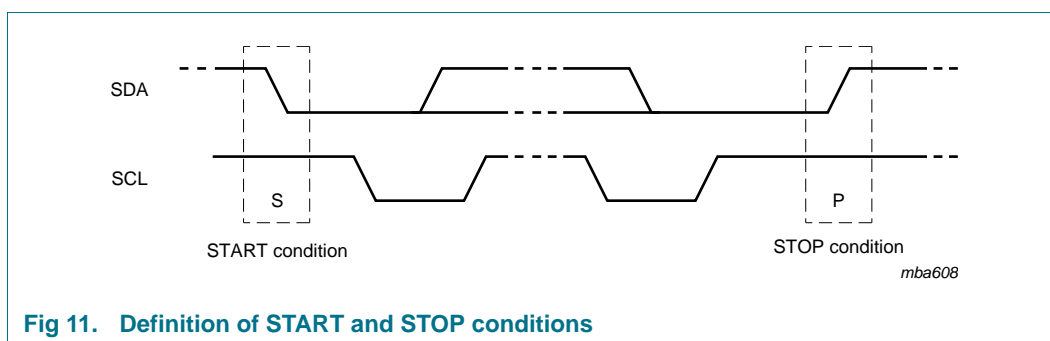 SDA
SCL
S
P
START condition
STOP condition
mba608
Fig 11. Definition of START and STOP conditions